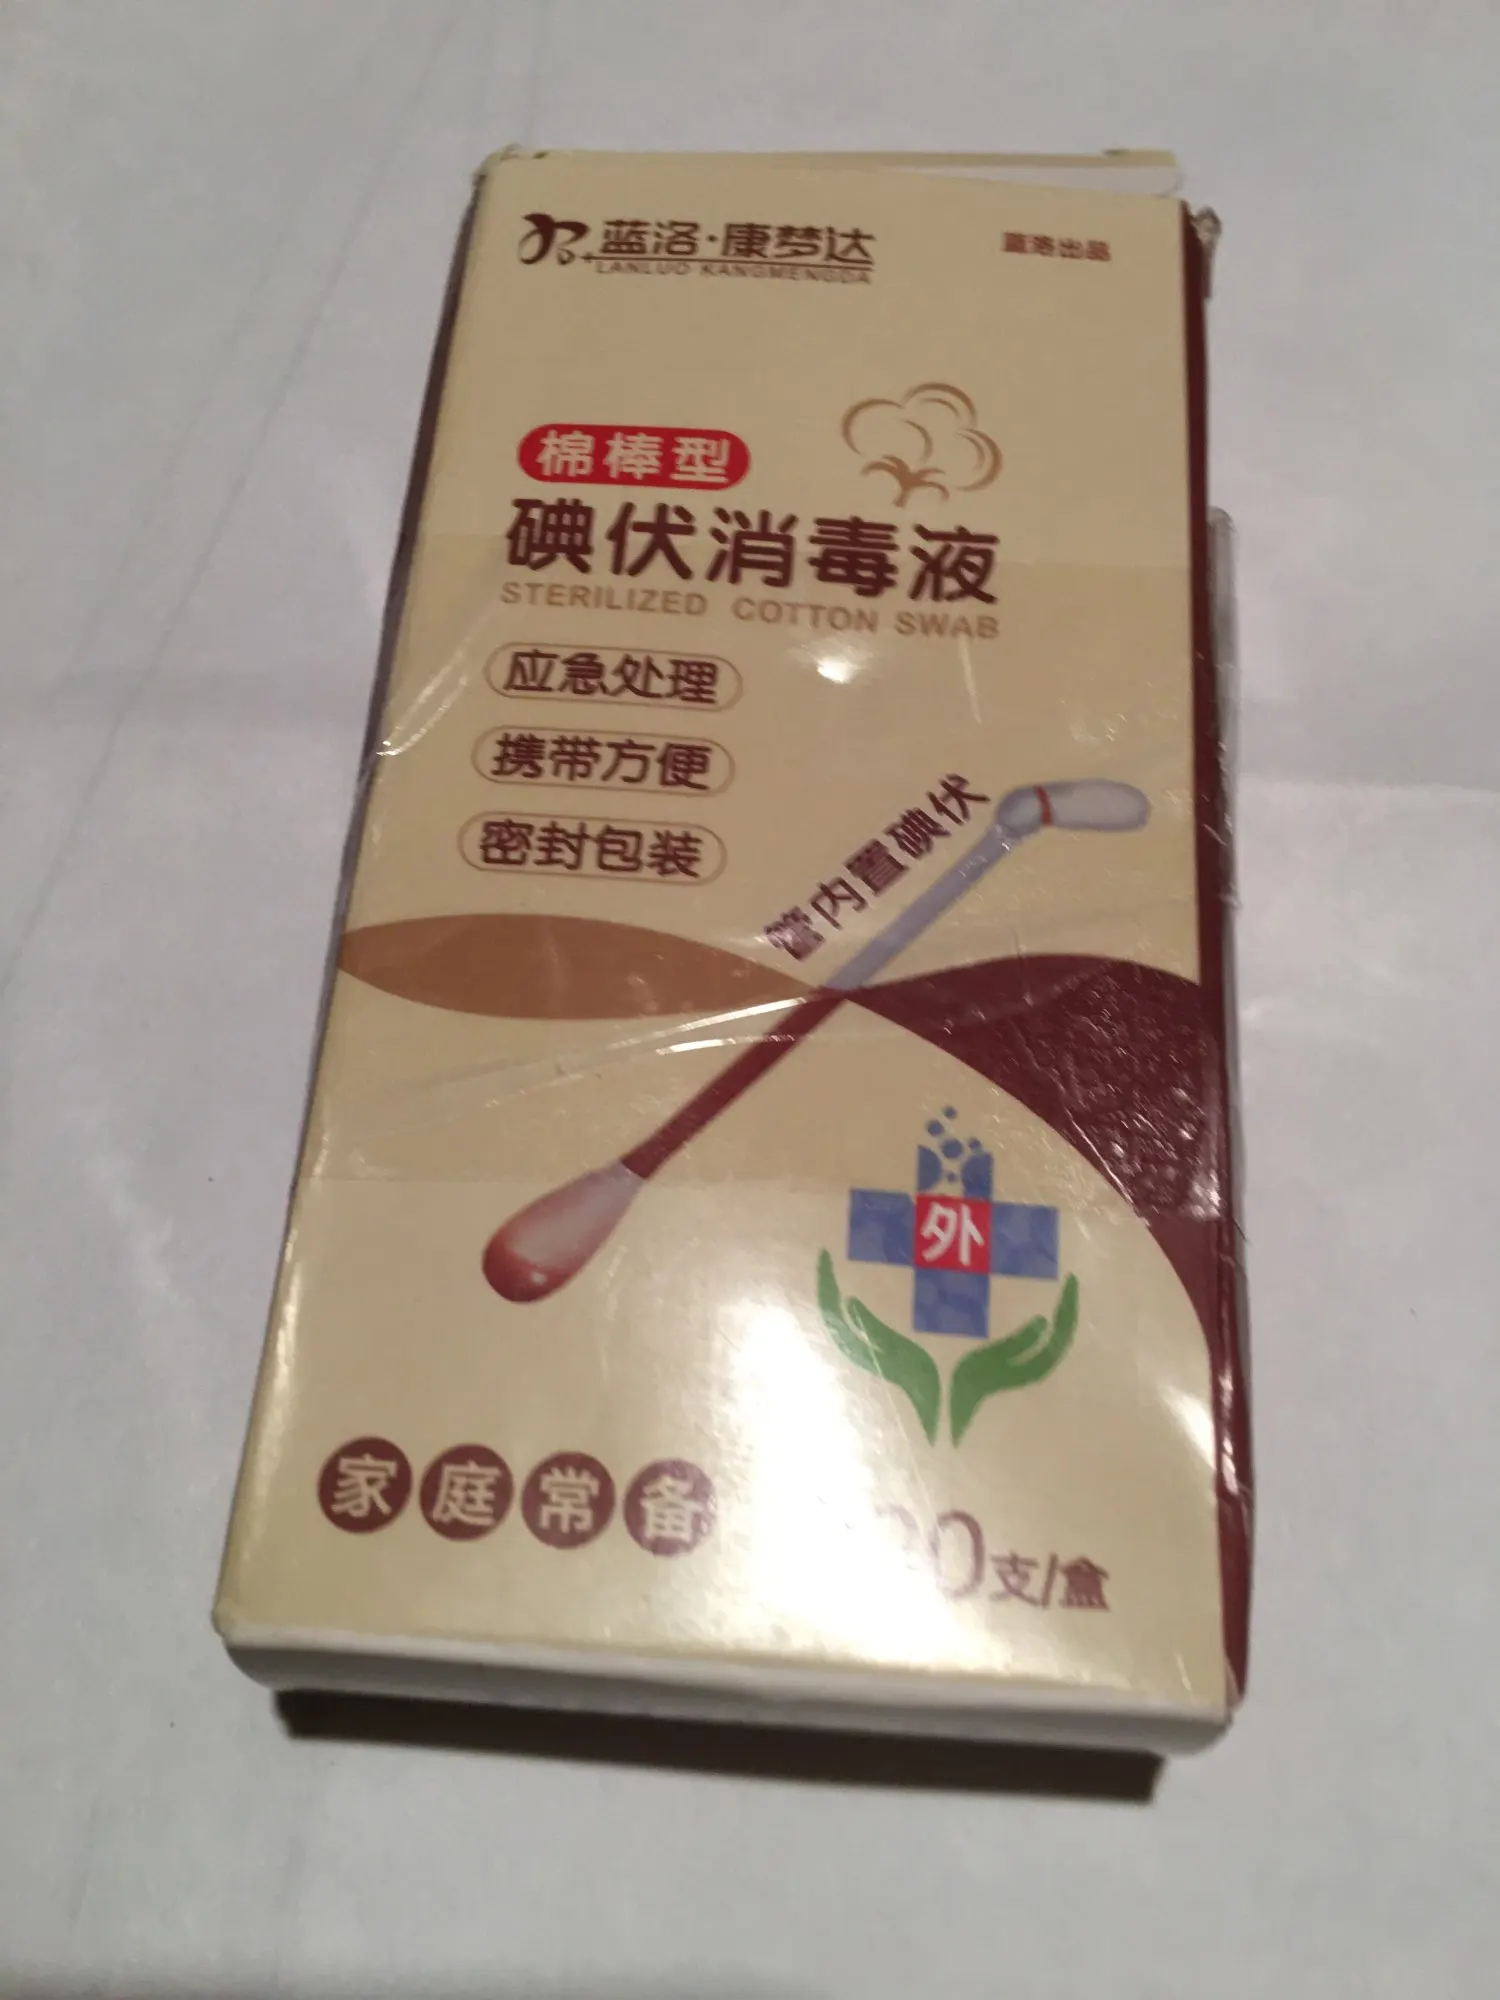 蓝洛·康梦达
LANLUO KANGMENGDA
蓝洛出品
棉棒型
碘伏消毒液
STERILIZED COTTON SWAB
应急处理
携带方便
密封包装
管内置碘伏
外
家庭常备
支/盒